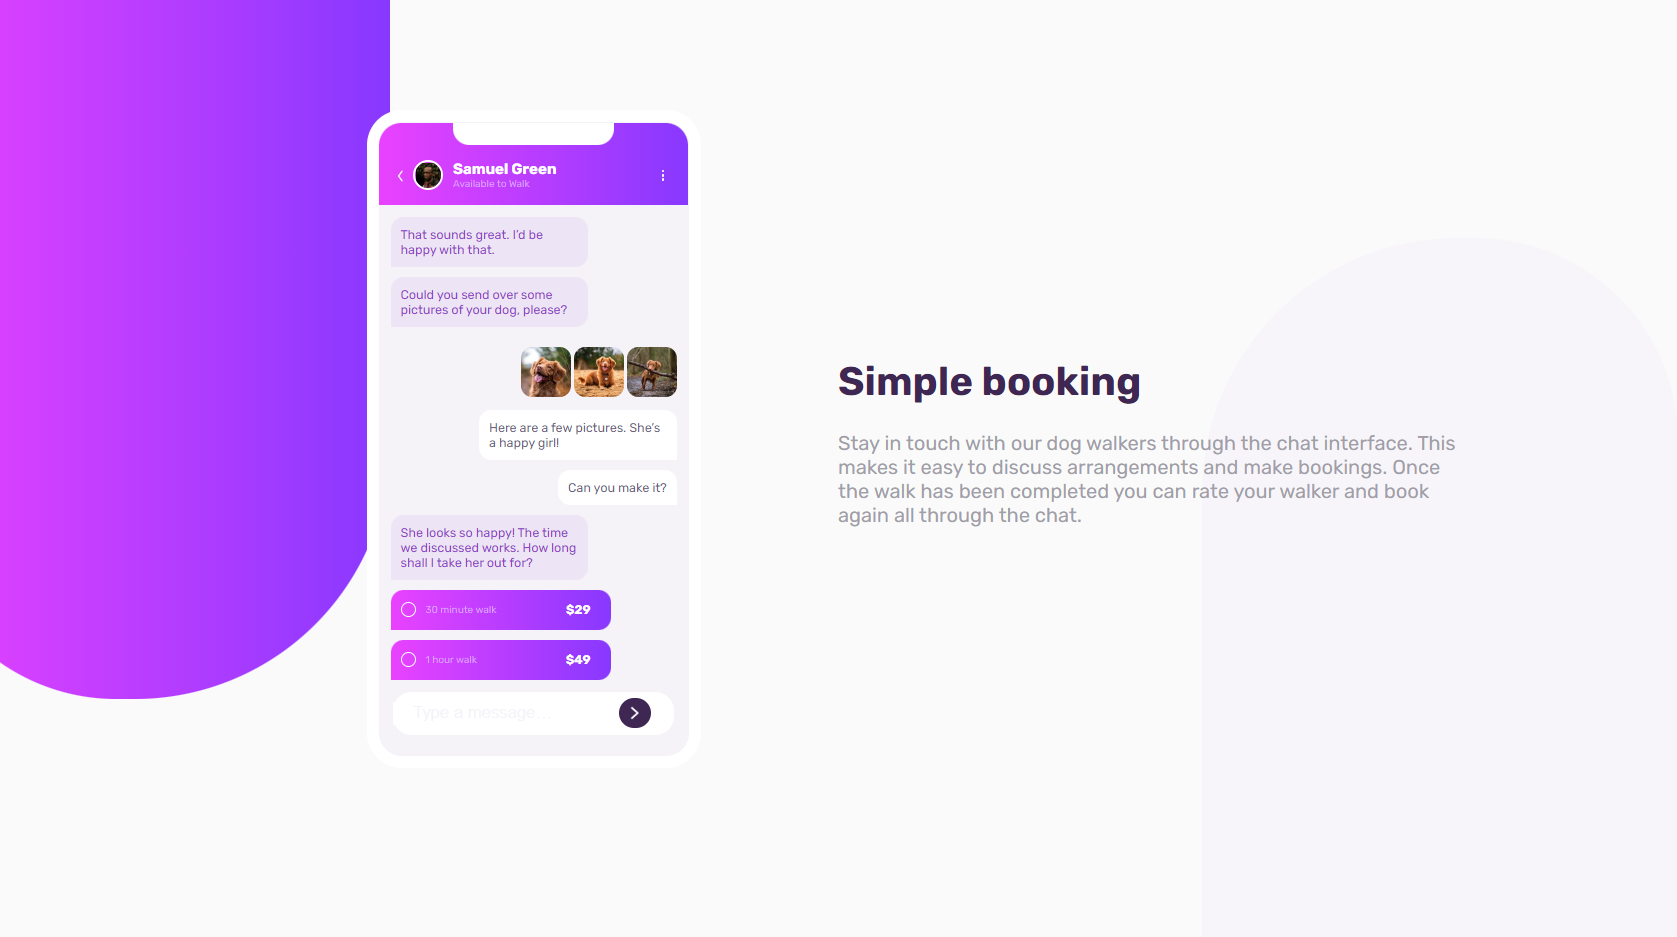 Samuel Green
Available to Walk
That sounds great. I'd be
happy with that.
Could you send over some
pictures of your dog, please?
Here are a few pictures. She's
a happy girl!
Can you make it?
She looks so happy! The time
we discussed works. How long
shall I take her out for?
30 minute walk $29
1 hour walk $49
Type a message...
Simple booking
Stay in touch with our dog walkers through the chat interface. This
makes it easy to discuss arrangements and make bookings. Once
the walk has been completed you can rate your walker and book
again all through the chat.